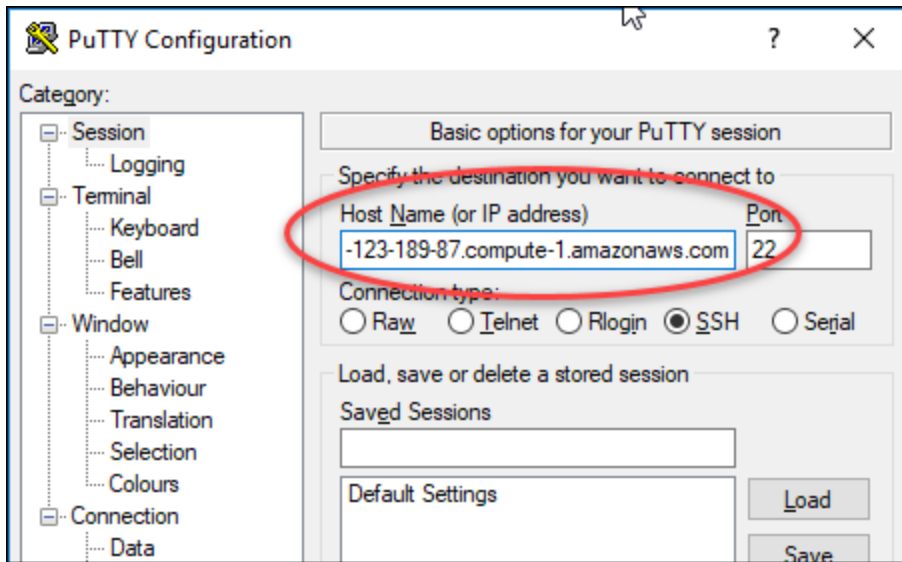 PuTTY Configuration
?
Category:
Session
Logging
Terminal
Keyboard
Bell
Features
Window
Appearance
Behaviour
Translation
Selection
Colours
Connection
Data
Basic options for your PuTTY session
Specify the destination you want to connect to
Host Name (or IP address) Port
-123-189-87.compute-1.amazonaws.com 22
Connection type:
Raw Telnet Rlogin SSH Serial
Load, save or delete a stored session
Saved Sessions
Default Settings
Load
Save